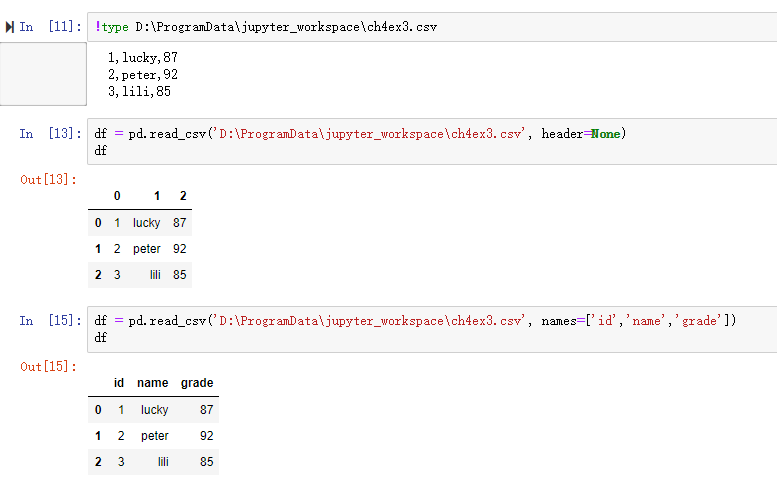 In [11]: !type D:\ProgramData\jupyter_workspace\ch4ex3.csv
1,lucky,87
2,peter,92
3,lili,85
In [13]: df = pd.read_csv('D:\ProgramData\jupyter_workspace\ch4ex3.csv', header=None)
df
Out[13]:
0 1 2
0 1 lucky 87
1 2 peter 92
2 3 lili 85
In [15]: df = pd.read_csv('D:\ProgramData\jupyter_workspace\ch4ex3.csv', names=['id','name','grade'])
df
Out[15]:
id name grade
0 1 lucky 87
1 2 peter 92
2 3 lili 85